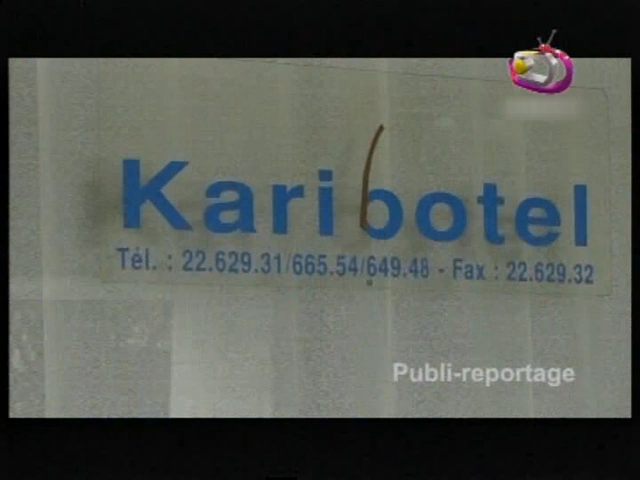 Karibotel
Tél. : 22.629.31/665.54/649.48 - Fax : 22.629.32
Publi-reportage